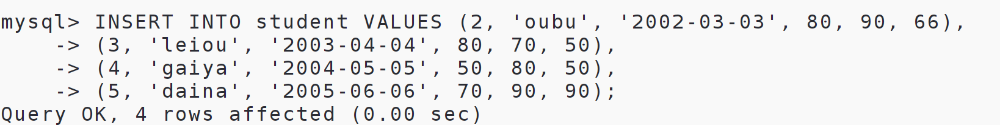 mysql> INSERT INTO student VALUES (2, 'oubu', '2002-03-03', 80, 90, 66),
    -> (3, 'leiou', '2003-04-04', 80, 70, 50),
    -> (4, 'gaiya', '2004-05-05', 50, 80, 50),
    -> (5, 'daina', '2005-06-06', 70, 90, 90);
Query OK, 4 rows affected (0.00 sec)